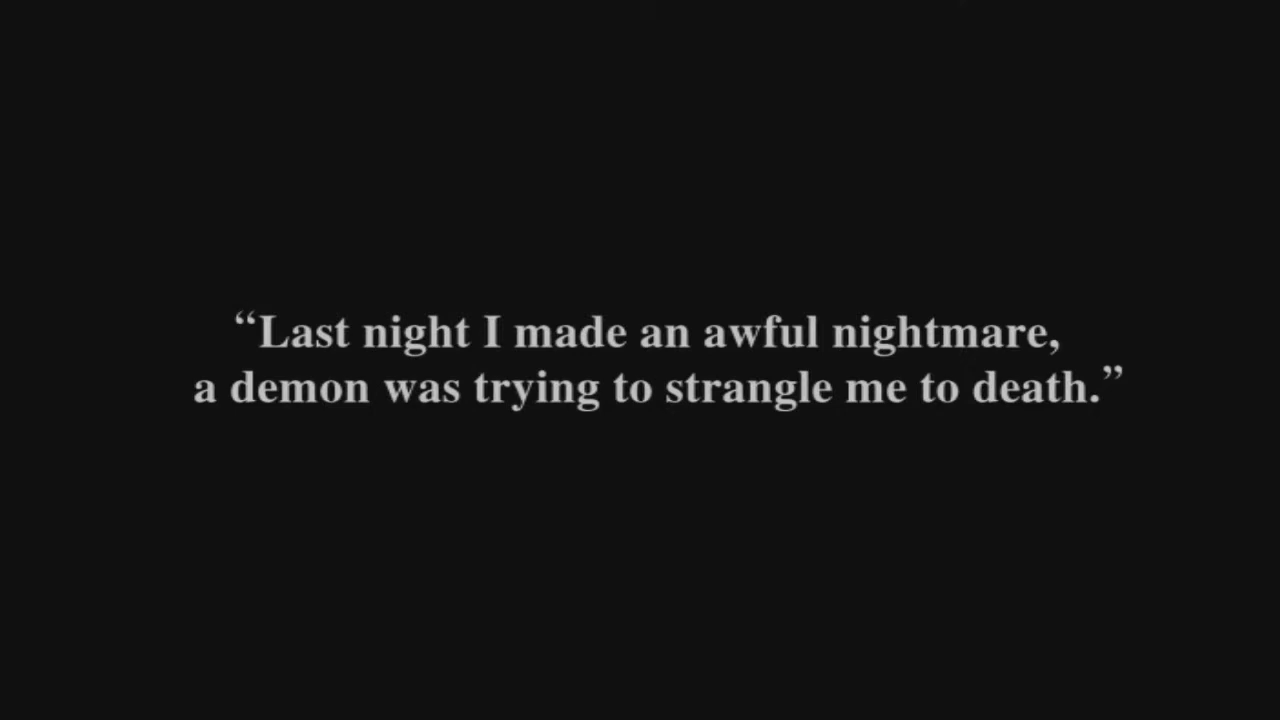 “Last night I made an awful nightmare,
a demon was trying to strangle me to death.”